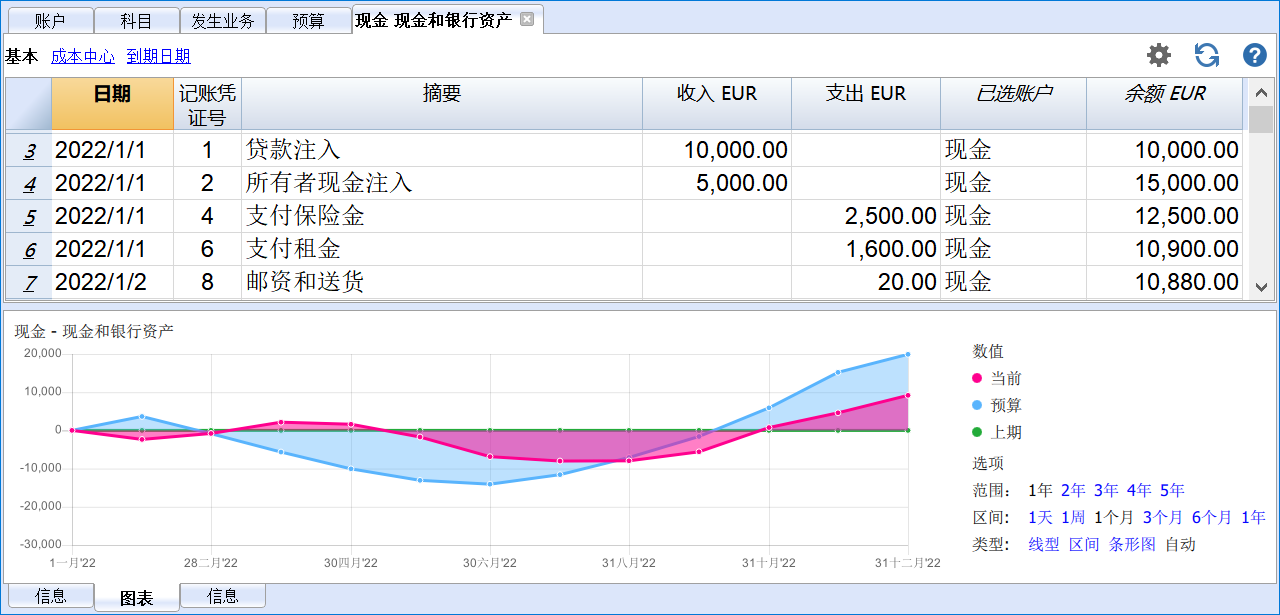 账户 科目 发生业务 预算 现金 现金和银行资产
基本 成本中心 到期日期
日期 记账凭证号 摘要 收入 EUR 支出 EUR 已选账户 余额 EUR
3 2022/1/1 1 贷款注入 10,000.00 现金 10,000.00
4 2022/1/1 2 所有者现金注入 5,000.00 现金 15,000.00
5 2022/1/1 4 支付保险金 2,500.00 现金 12,500.00
6 2022/1/1 6 支付租金 1,600.00 现金 10,900.00
7 2022/1/2 8 邮资和送货 20.00 现金 10,880.00
现金 - 现金和银行资产
20,000
10,000
0
-10,000
-20,000
-30,000
1一月'22 28二月'22 30四月'22 30六月'22 31八月'22 31十月'22 31十二月'22
数值
当前
预算
上期
选项
范围: 1年 2年 3年 4年 5年
区间: 1天 1周 1个月 3个月 6个月 1年
类型: 线型 区间 条形图 自动
信息 图表 信息